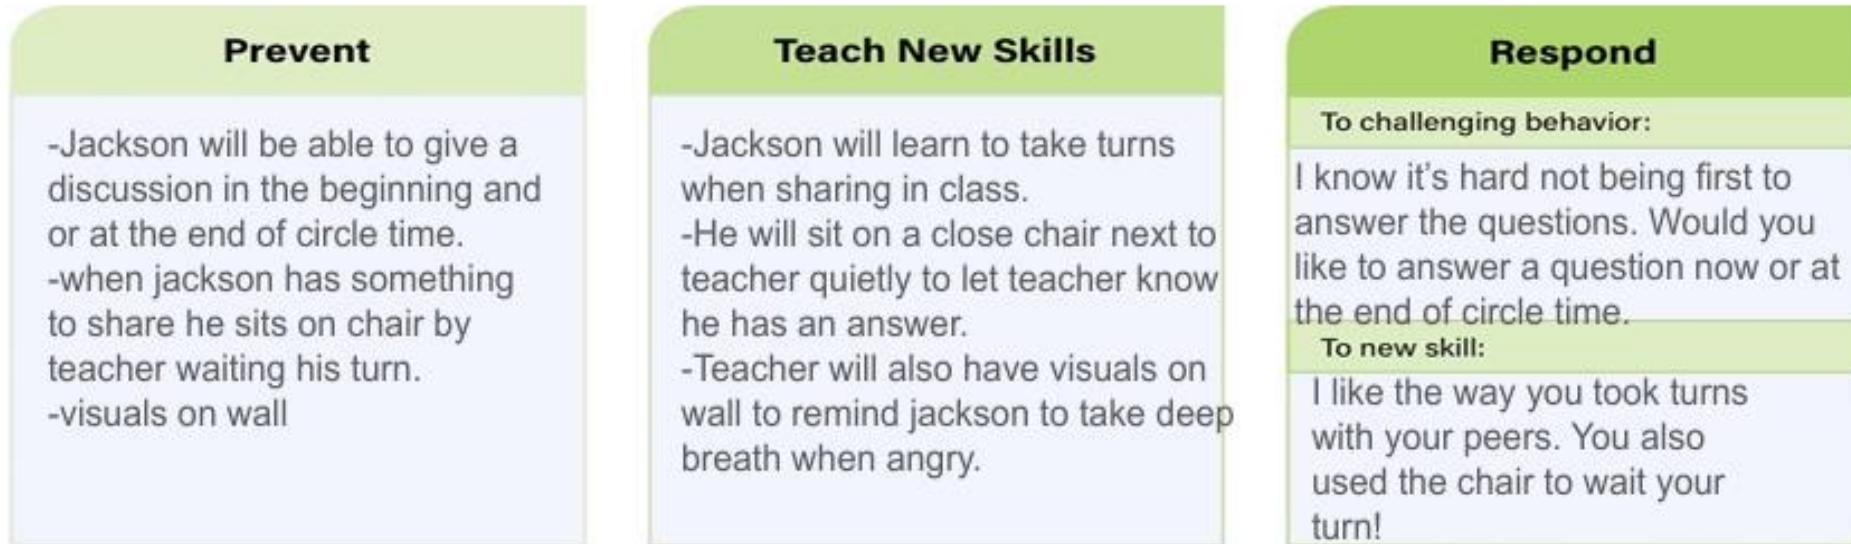 Prevent
-Jackson will be able to give a
discussion in the beginning and
or at the end of circle time.
-when jackson has something
to share he sits on chair by
teacher waiting his turn.
-visuals on wall
Teach New Skills
-Jackson will learn to take turns
when sharing in class.
-He will sit on a close chair next to
teacher quietly to let teacher know
he has an answer.
-Teacher will also have visuals on
wall to remind jackson to take deep
breath when angry.
Respond
To challenging behavior:
I know it’s hard not being first to
answer the questions. Would you
like to answer a question now or at
the end of circle time.
To new skill:
I like the way you took turns
with your peers. You also
used the chair to wait your
turn!